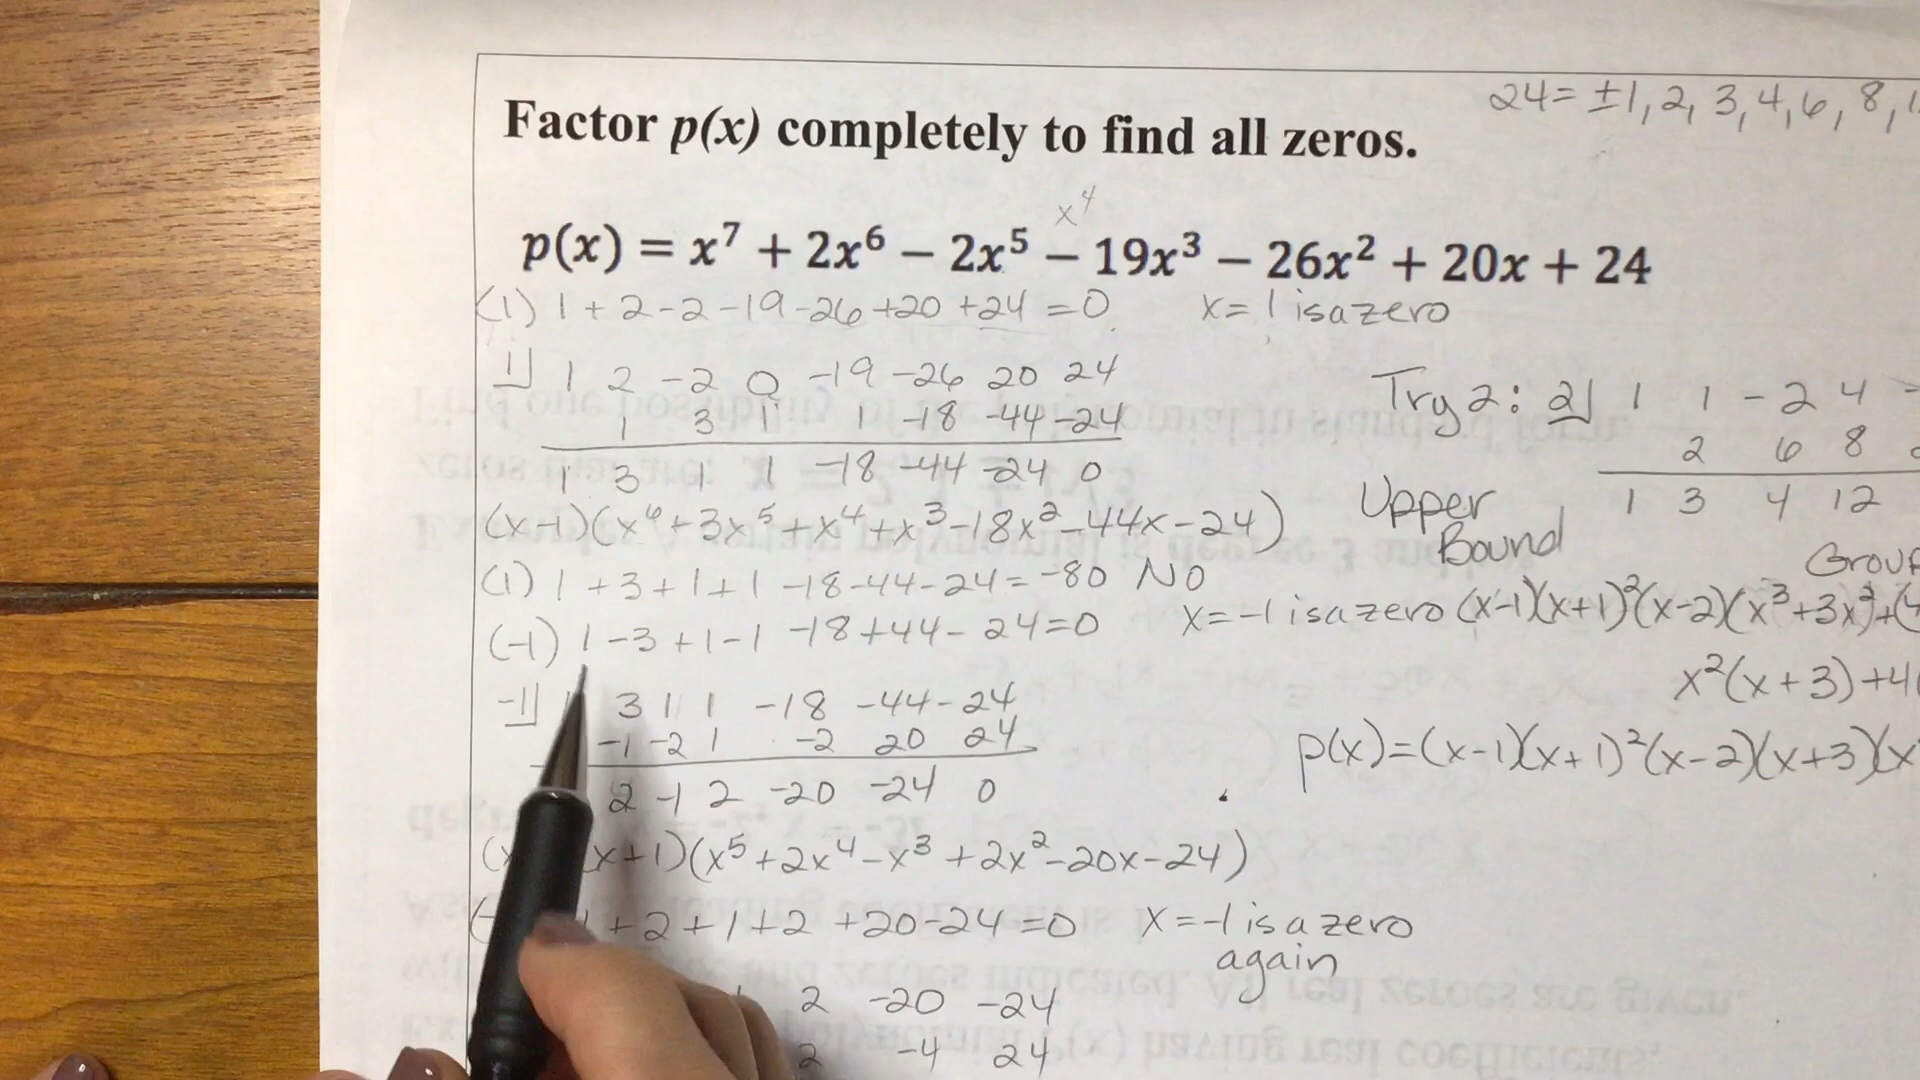 24= ±1, 2, 3, 4, 6, 8,
Factor p(x) completely to find all zeros.
x⁴
p(x) = x⁷ + 2x⁶ − 2x⁵ − 19x³ − 26x² + 20x + 24
(1) 1+2-2-19-26+20+24=0 x=1 is a zero
1| 1 2 -2 0 -19 -26 20 24
1 3 1 1 -18 -44 -24
1 3 1 1 -18 -44 -24 0
(x-1)(x⁶+3x⁵+x⁴+x³-18x²-44x-24)
(1) 1+3+1+1-18-44-24=-80 NO
(-1) 1-3+1-1-18+44-24=0 x=-1 is a zero
-1| 3 1 1 -18 -44 -24
-1 -2 1 -2 20 24
2 -1 2 -20 -24 0
x+1)(x⁵+2x⁴-x³+2x²-20x-24)
+2+1+2+20-24=0 x=-1 is a zero
again
2 -20 -24
2 -4 24
Try 2: 2| 1 1 -2 4
2 6 8
1 3 4 12
Upper
Bound
(x-1)(x+1)²(x-2)(x³+3x²+(4
x²(x+3)+4(
p(x)=(x-1)(x+1)²(x-2)(x+3)(x²